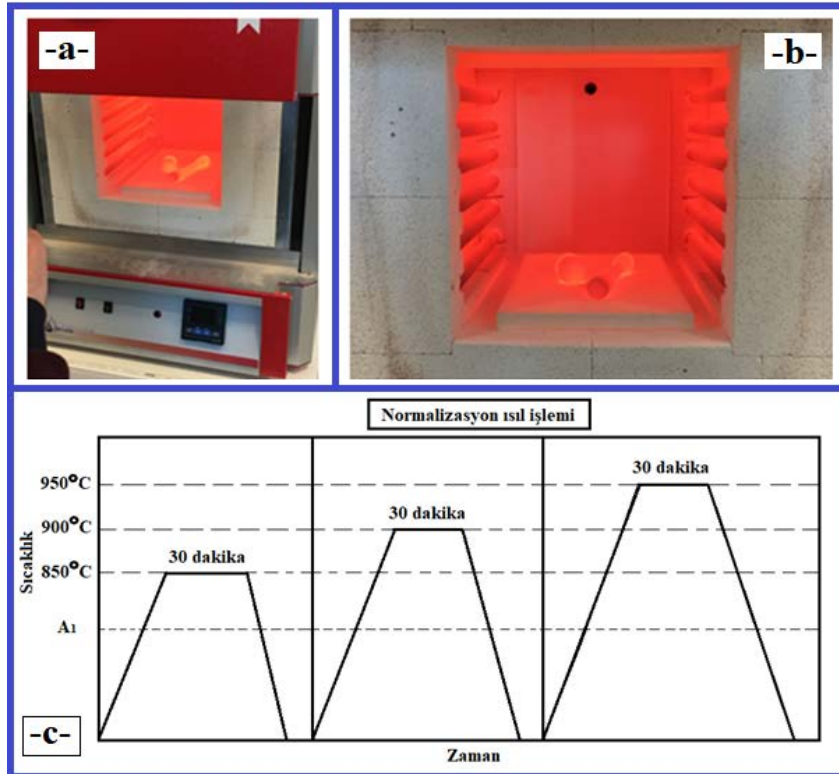 -a-
-b-
Normalizasyon ısıl işlemi
950°C
900°C
850°C
A1
30 dakika
30 dakika
30 dakika
Sıcaklık
Zaman
-c-